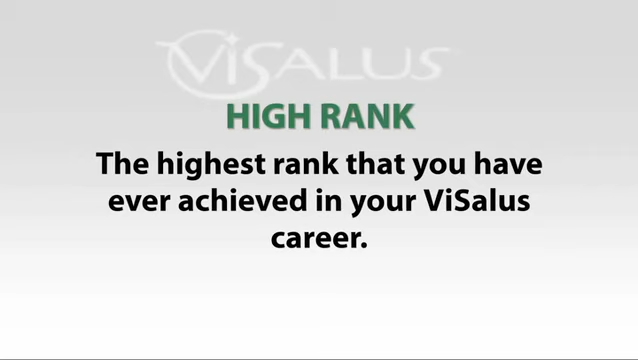 ViSALUS
HIGH RANK
The highest rank that you have
ever achieved in your ViSalus
career.